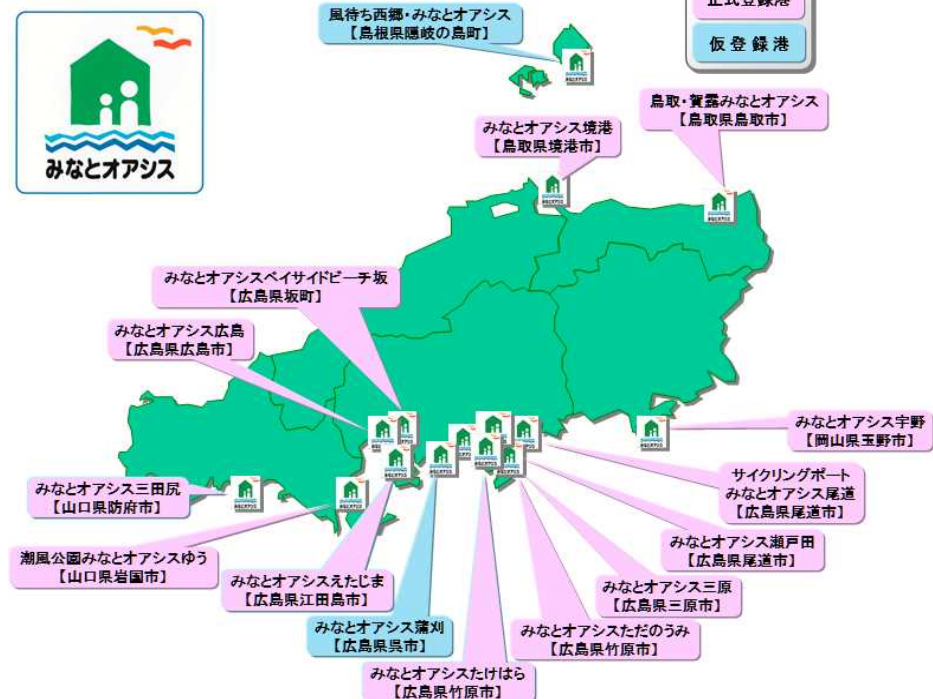 正式登録港
仮登録港
風待ち西郷・みなとオアシス
【島根県隠岐の島町】
みなとオアシス
鳥取・賀露みなとオアシス
【鳥取県鳥取市】
みなとオアシス境港
【鳥取県境港市】
みなとオアシスベイサイドビーチ坂
【広島県坂町】
みなとオアシス広島
【広島県広島市】
みなとオアシス宇野
【岡山県玉野市】
サイクリングポート
みなとオアシス尾道
【広島県尾道市】
みなとオアシス三田尻
【山口県防府市】
みなとオアシス瀬戸田
【広島県尾道市】
潮風公園みなとオアシスゆう
【山口県岩国市】
みなとオアシスえたじま
【広島県江田島市】
みなとオアシス三原
【広島県三原市】
みなとオアシス蒲刈
【広島県呉市】
みなとオアシスただのうみ
【広島県竹原市】
みなとオアシスたけはら
【広島県竹原市】